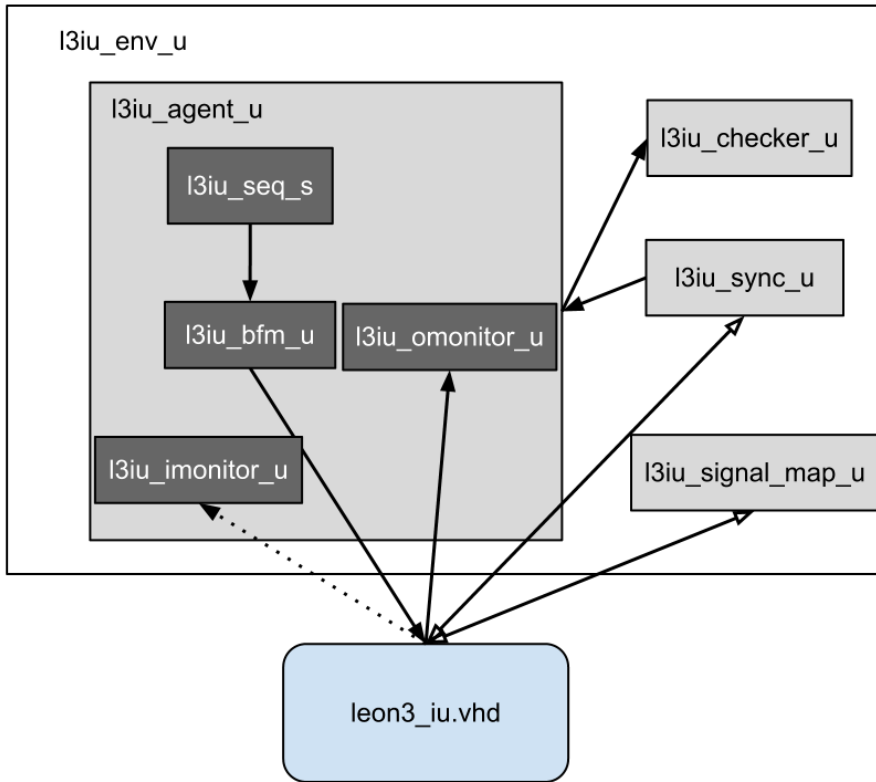 l3iu_env_u
l3iu_agent_u
l3iu_checker_u
l3iu_seq_s
l3iu_sync_u
l3iu_bfm_u
l3iu_omonitor_u
l3iu_imonitor_u
l3iu_signal_map_u
leon3_iu.vhd